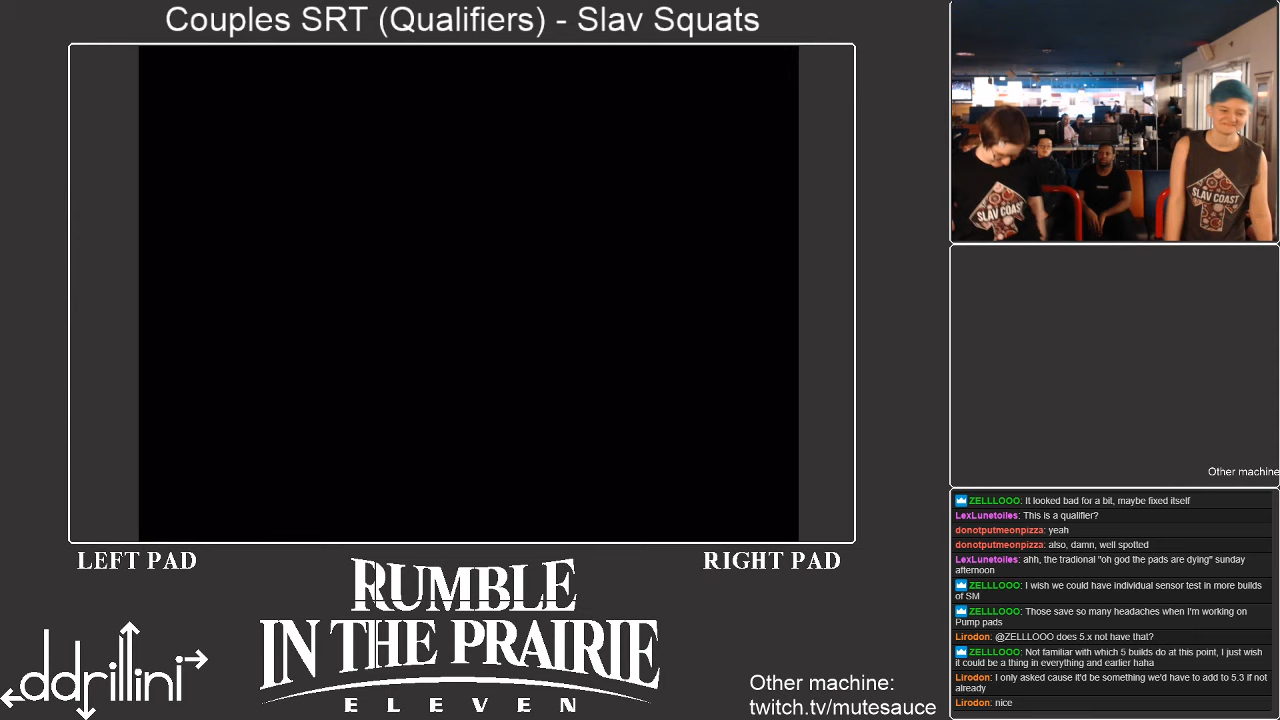 Couples SRT (Qualifiers) - Slav Squats
SLAV COAST
SLAV COAST
Other machine
ZELLLOOO: It looked bad for a bit, maybe fixed itself
LexLunetoiles: This is a qualifier?
donotputmeonpizza: yeah
donotputmeonpizza: also, damn, well spotted
LexLunetoiles: ahh, the tradional "oh god the pads are dying" sunday
afternoon
ZELLLOOO: I wish we could have individual sensor test in more builds
of SM
ZELLLOOO: Those save so many headaches when I'm working on
Pump pads
Lirodon: @ZELLLOOO does 5.x not have that?
ZELLLOOO: Not familiar with which 5 builds do at this point, I just wish
it could be a thing in everything and earlier haha
Lirodon: I only asked cause it'd be something we'd have to add to 5.3 if not
already
Lirodon: nice
LEFT PAD
RIGHT PAD
RUMBLE
IN THE PRAIRIE
ELEVEN
ddrillini
Other machine:
twitch.tv/mutesauce